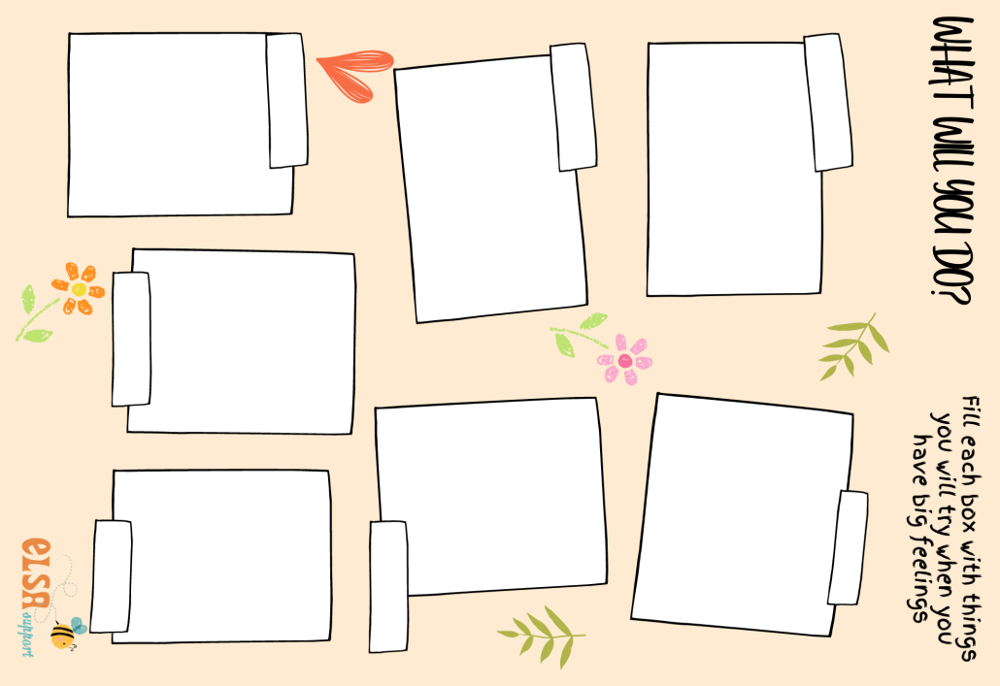 WHAT WILL YOU DO?
Fill each box with things
you will try when you
have big feelings
eLSA
support